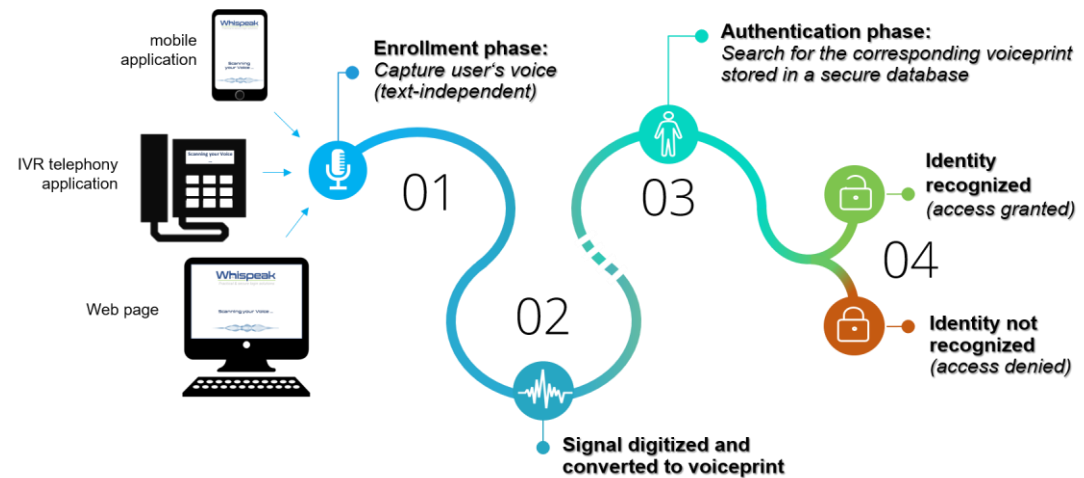 Whispeak
Scanning
your Voice ...
mobile
application
Enrollment phase:
Capture user's voice
(text-independent)
Authentication phase:
Search for the corresponding voiceprint
stored in a secure database
Scanning your Voice
...
IVR telephony
application
01
03
Identity
recognized
(access granted)
04
Whispeak
Scanning your Voice ...
Web page
02
Identity not
recognized
(access denied)
Signal digitized and
converted to voiceprint